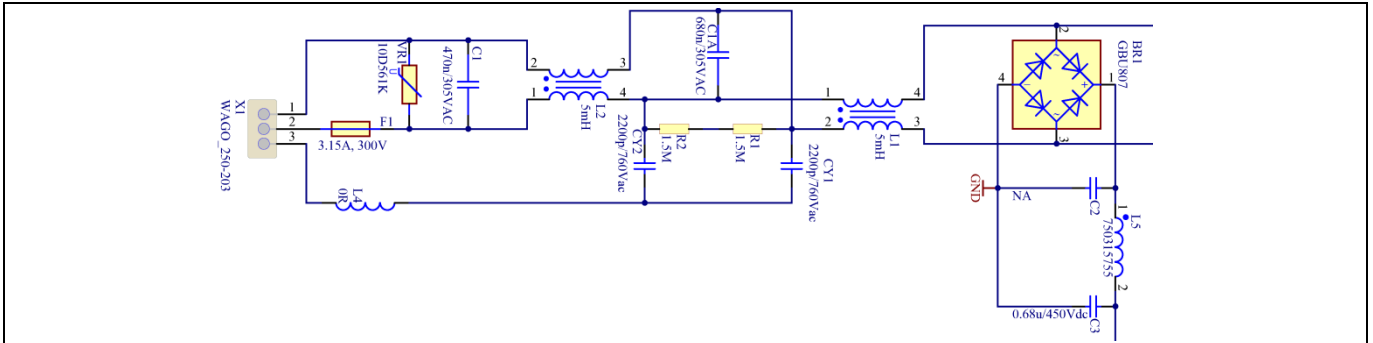 X1
WAGO_250-203
1
2
3
F1
3.15A, 300V
VR1
10D561K
U
C1
470n/305VAC
L4
0R
2
1
3
4
L2
5mH
C1A
680n/305VAC
CY2
2200p/760Vac
R2
1.5M
R1
1.5M
CY1
2200p/760Vac
1
2
4
3
L1
5mH
BR1
GBU807
2
4
1
3
~
~
-
+
GND
NA
C2
1
L5
750315755
2
0.68u/450Vdc
C3